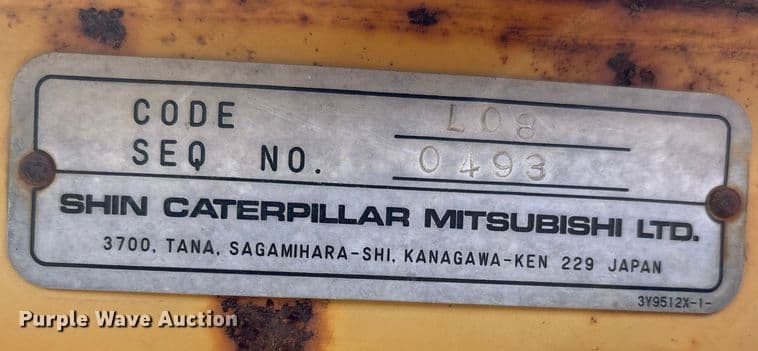 CODE L08
SEQ NO. 0493
SHIN CATERPILLAR MITSUBISHI LTD.
3700, TANA, SAGAMIHARA-SHI, KANAGAWA-KEN 229 JAPAN
3Y9512X-1-
Purple Wave Auction